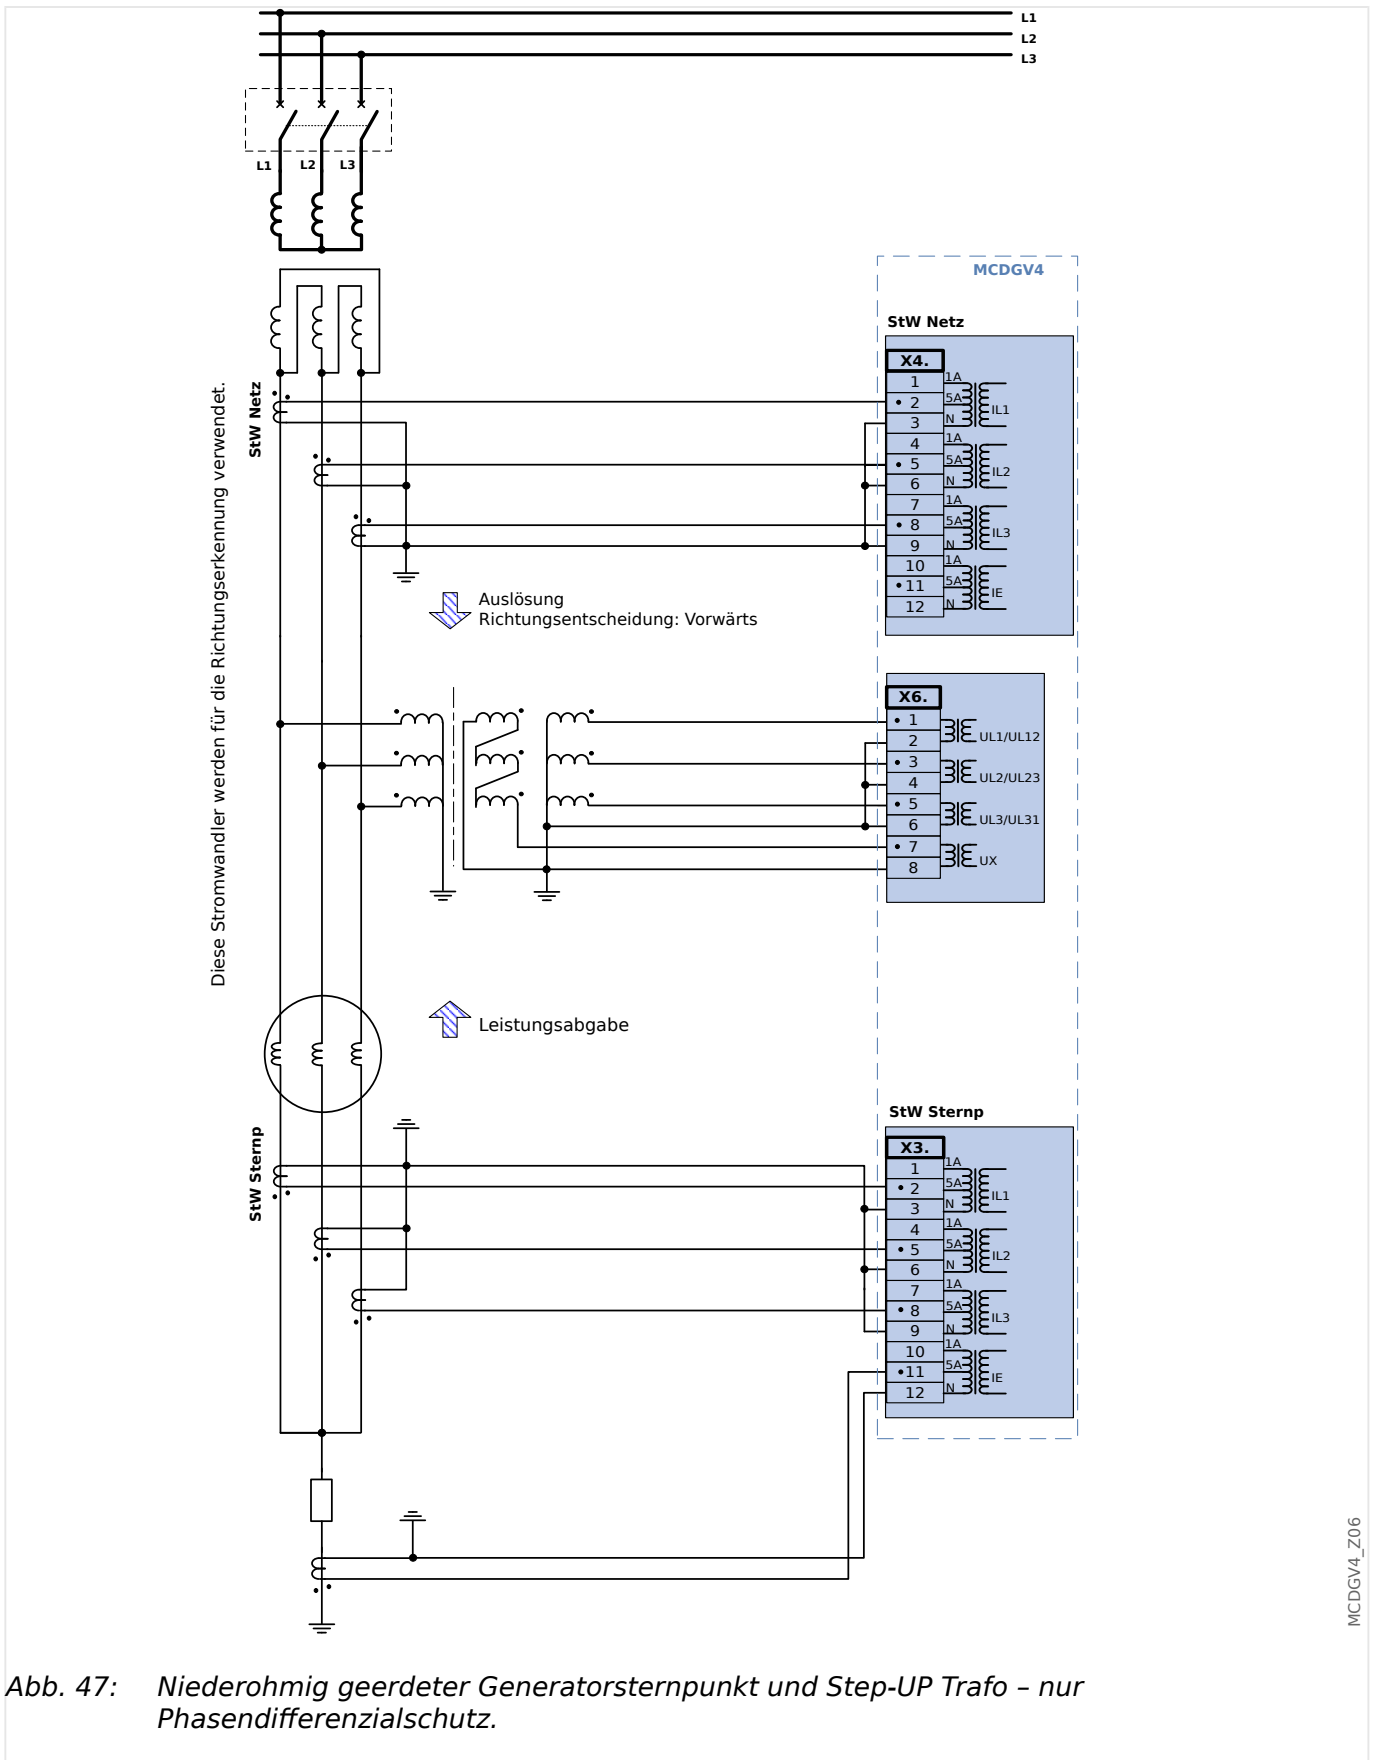 L1
L2
L3
L1 L2 L3
MCDGV4
StW Netz
X4.
1 1A
2 5A IL1
3 N
4 1A
5 5A IL2
6 N
7 1A
8 5A IL3
9 N
10 1A
11 5A IE
12 N
StW Netz
Diese Stromwandler werden für die Richtungserkennung verwendet.
Auslösung
Richtungsentscheidung: Vorwärts
X6.
1
2 UL1/UL12
3
4 UL2/UL23
5
6 UL3/UL31
7
8 UX
Leistungsabgabe
StW Sternp
StW Sternp
X3.
1 1A
2 5A IL1
3 N
4 1A
5 5A IL2
6 N
7 1A
8 5A IL3
9 N
10 1A
11 5A IE
12 N
MCDGV4_Z06
Abb. 47: Niederohmig geerdeter Generatorsternpunkt und Step-UP Trafo – nur
Phasendifferenzialschutz.